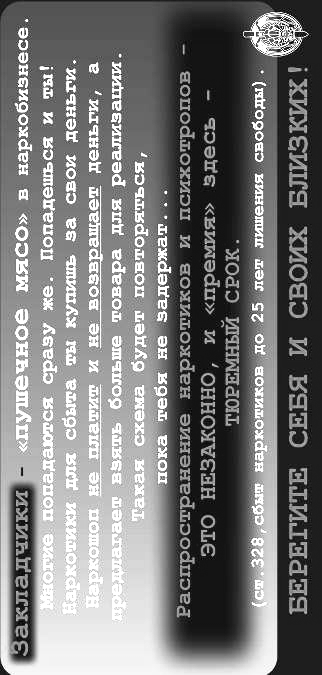 Закладчики – «пушечное мясо» в наркобизнесе.
Многие попадаются сразу же. Попадешься и ты!
Наркотики для сбыта ты купишь за свои деньги.
Наркошоп не платит и не возвращает деньги, а
предлагает взять больше товара для реализации.
Такая схема будет повторяться,
пока тебя не задержат...
Распространение наркотиков и психотропов –
ЭТО НЕЗАКОННО, и «премия» здесь –
ТЮРЕМНЫЙ СРОК.
(ст.328,сбыт наркотиков до 25 лет лишения свободы).
БЕРЕГИТЕ СЕБЯ И СВОИХ БЛИЗКИХ!